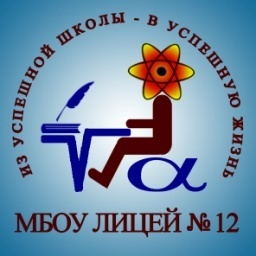 ИЗ УСПЕШНОЙ ШКОЛЫ - В УСПЕШНУЮ ЖИЗНЬ
α
МБОУ ЛИЦЕЙ № 12